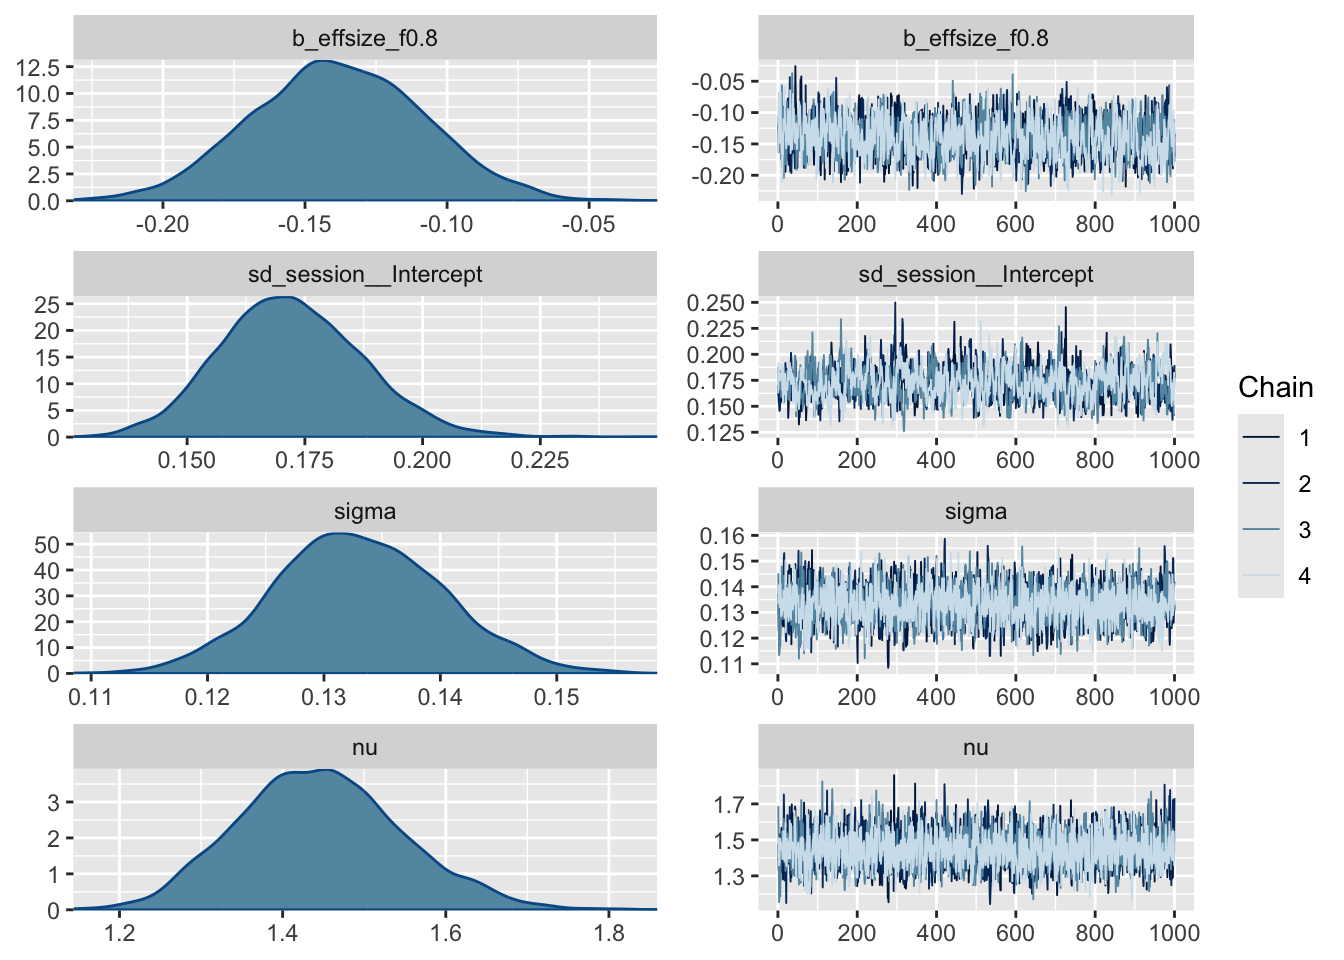 b_effsize_f0.8
12.5
10.0
7.5
5.0
2.5
0.0
-0.20 -0.15 -0.10 -0.05
b_effsize_f0.8
-0.05
-0.10
-0.15
-0.20
0 200 400 600 800 1000
sd_session__Intercept
25
20
15
10
5
0
0.150 0.175 0.200 0.225
sd_session__Intercept
0.250
0.225
0.200
0.175
0.150
0.125
0 200 400 600 800 1000
sigma
50
40
30
20
10
0
0.11 0.12 0.13 0.14 0.15
sigma
0.16
0.15
0.14
0.13
0.12
0.11
0 200 400 600 800 1000
nu
3
2
1
0
1.2 1.4 1.6 1.8
nu
1.7
1.5
1.3
0 200 400 600 800 1000
Chain
1
2
3
4